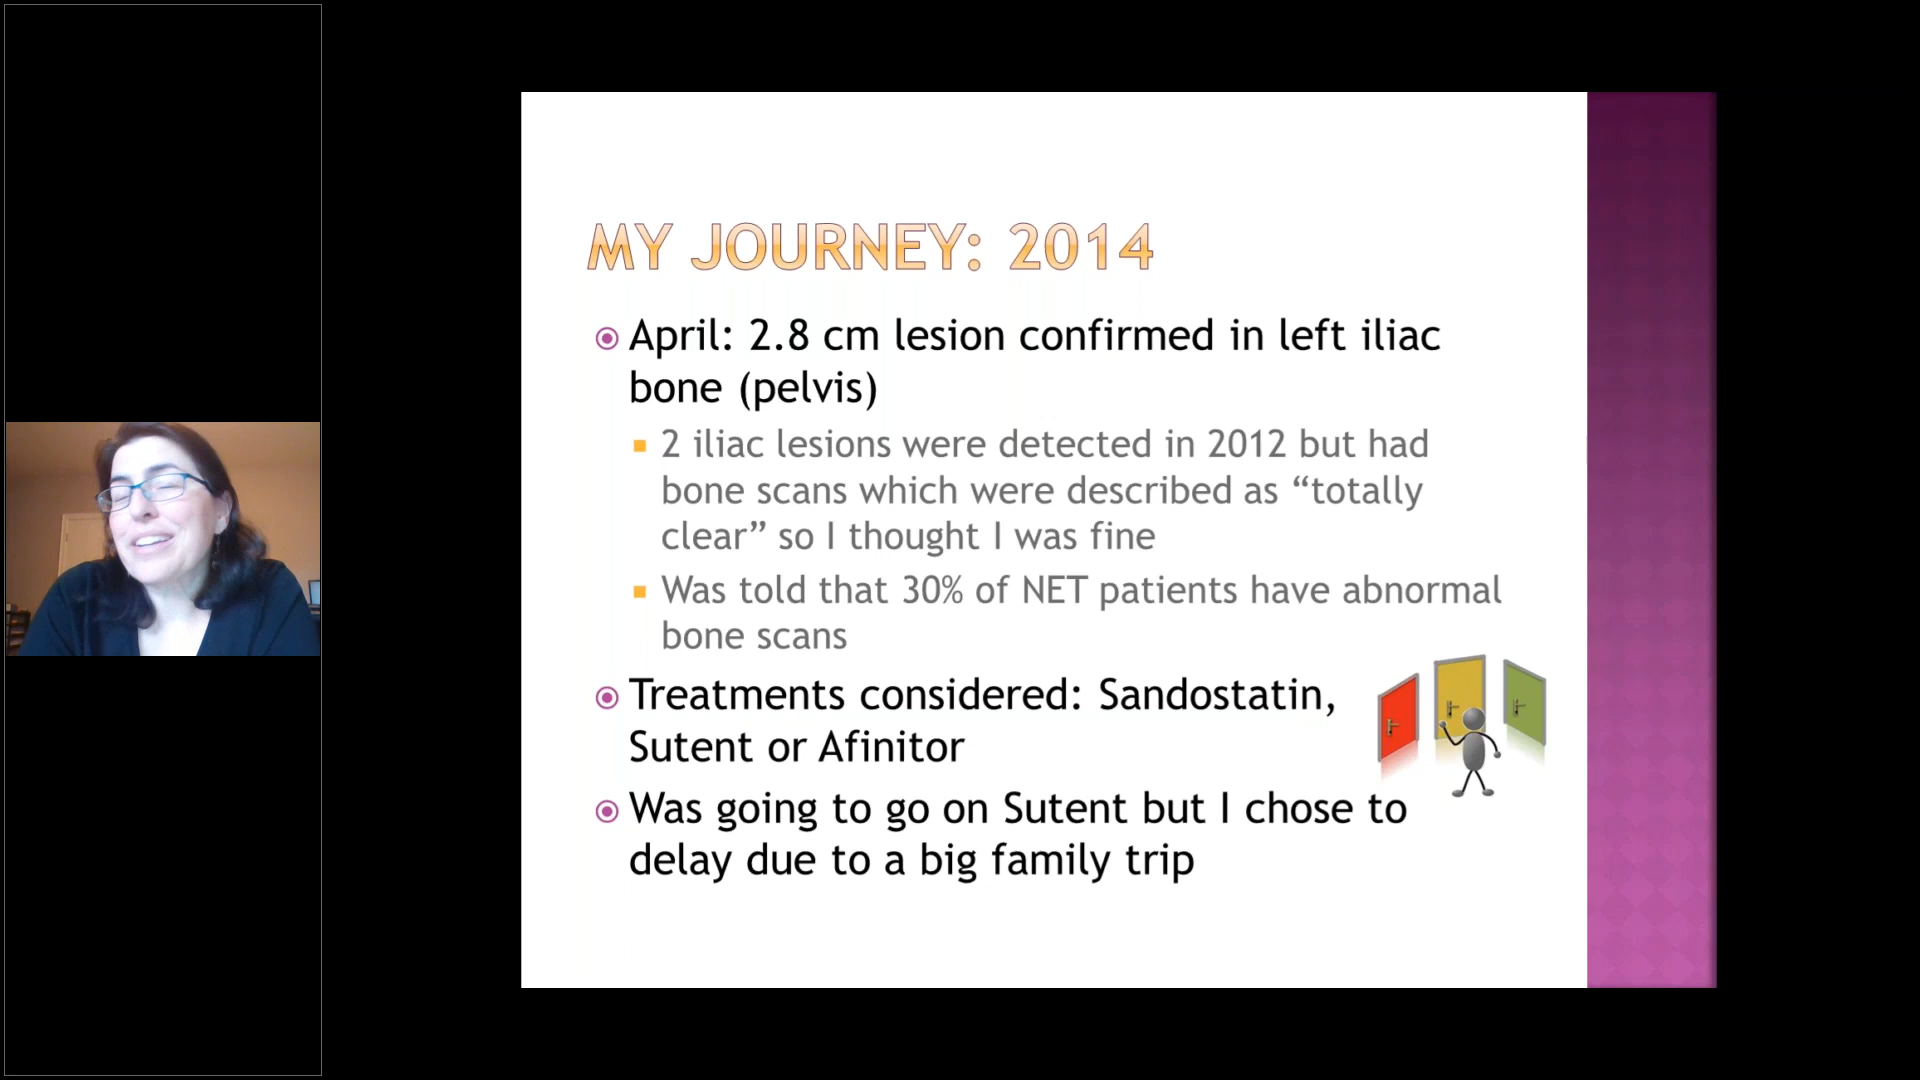 MY JOURNEY: 2014
April: 2.8 cm lesion confirmed in left iliac
bone (pelvis)
2 iliac lesions were detected in 2012 but had
bone scans which were described as “totally
clear” so I thought I was fine
Was told that 30% of NET patients have abnormal
bone scans
Treatments considered: Sandostatin,
Sutent or Afinitor
Was going to go on Sutent but I chose to
delay due to a big family trip